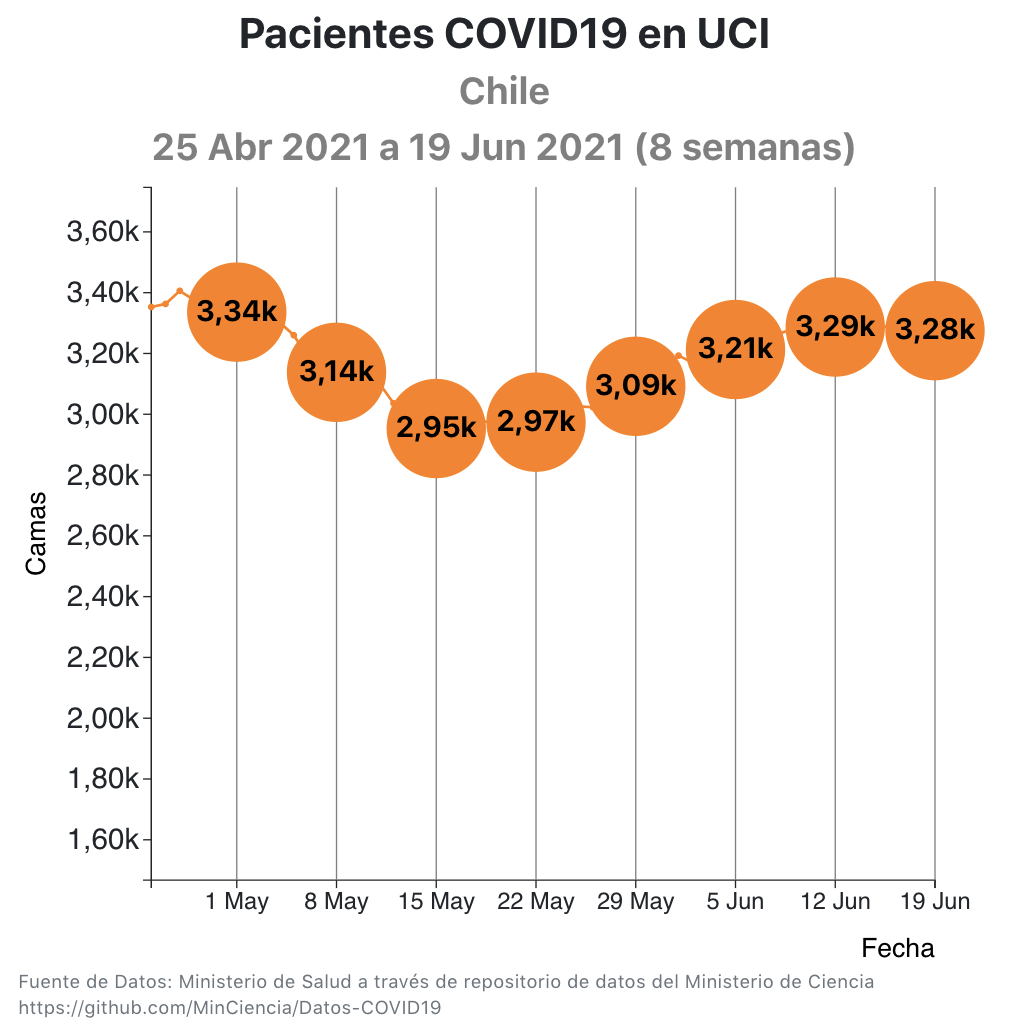 Pacientes COVID19 en UCI
Chile
25 Abr 2021 a 19 Jun 2021 (8 semanas)
3,60k
3,40k
3,20k
3,00k
2,80k
2,60k
2,40k
2,20k
2,00k
1,80k
1,60k
Camas
3,34k
3,14k
2,95k
2,97k
3,09k
3,21k
3,29k
3,28k
1 May
8 May
15 May
22 May
29 May
5 Jun
12 Jun
19 Jun
Fecha
Fuente de Datos: Ministerio de Salud a través de repositorio de datos del Ministerio de Ciencia
https://github.com/MinCiencia/Datos-COVID19